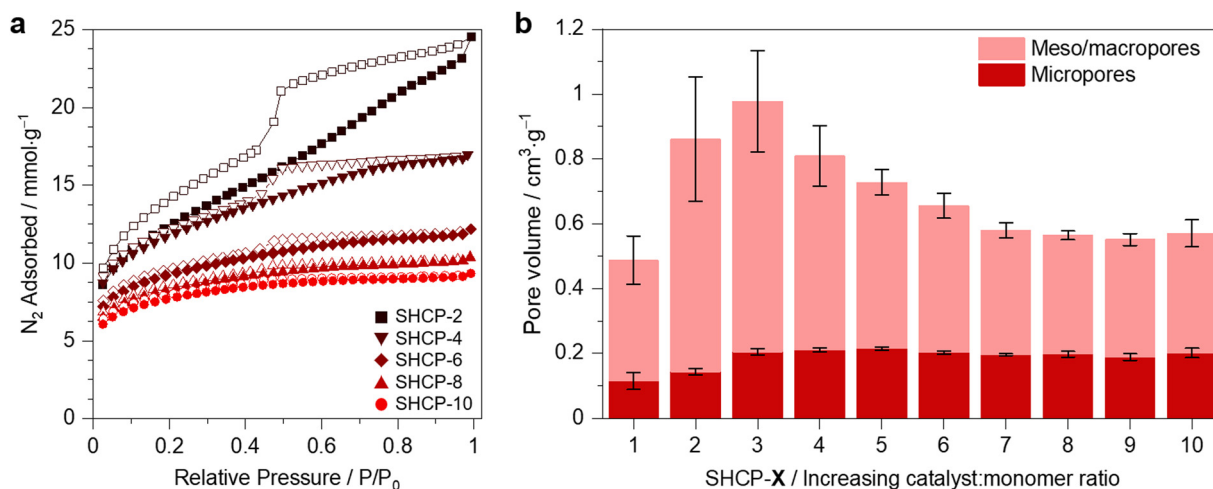 a
25
20
15
10
5
0
N₂ Adsorbed / mmol·g⁻¹
SHCP-2
SHCP-4
SHCP-6
SHCP-8
SHCP-10
0 0.2 0.4 0.6 0.8 1
Relative Pressure / P/P₀
b
1.2
1
0.8
0.6
0.4
0.2
0
Pore volume / cm³·g⁻¹
Meso/macropores
Micropores
1 2 3 4 5 6 7 8 9 10
SHCP-X / Increasing catalyst:monomer ratio